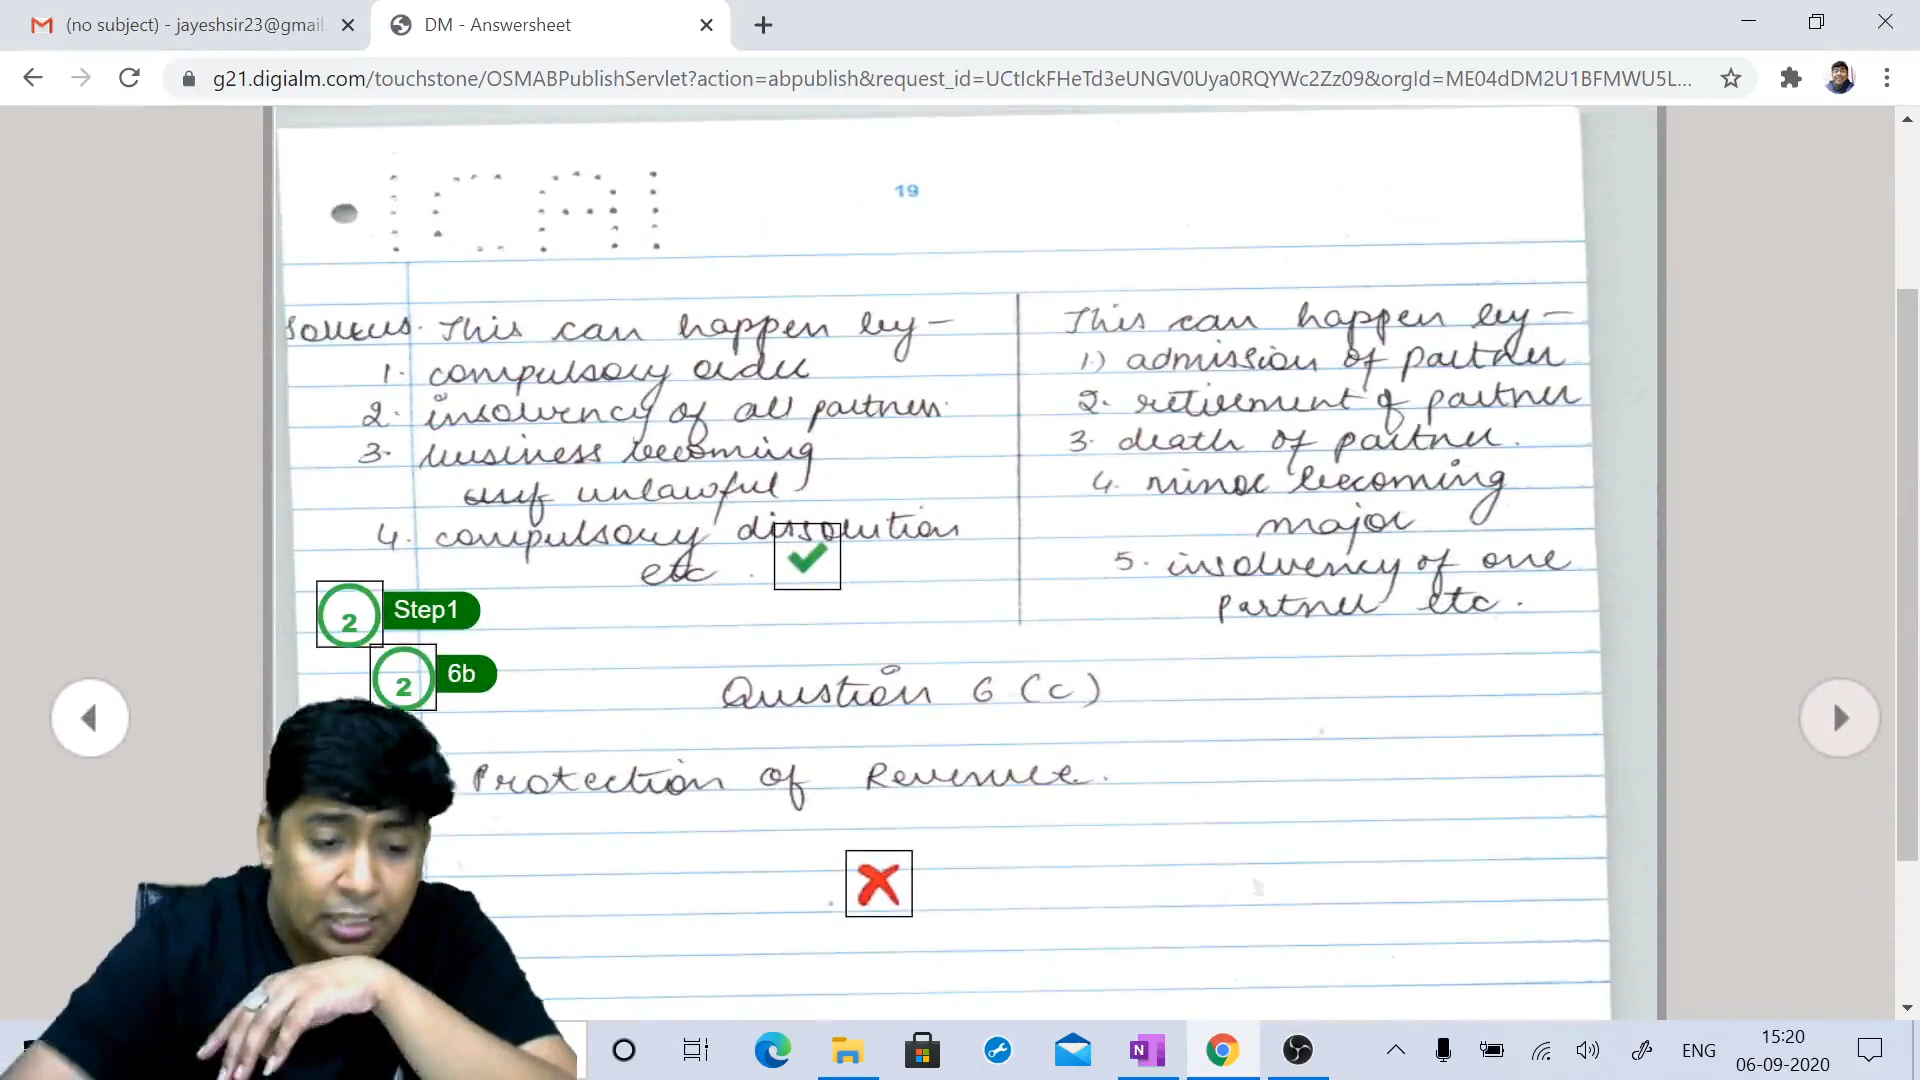 (no subject) - jayeshsir23@gmail.
DM - Answersheet
g21.digialm.com/touchstone/OSMABPublishServlet?action=abpublish&request_id=UCtIckFHeTd3eUNGV0Uya0RQYWc2Zz09&orgId=ME04dDM2U1BFMWU5L...
ICAI
19
This can happen by -
1. compulsory order
2. insolvency of all partners.
3. business becoming
unlawful
4. compulsory dissolution
etc.
This can happen by -
1) admission of partner
2. retirement of partner
3. death of partner.
4. minor becoming
major
5. insolvency of one
partner etc.
2 Step1
2 6b
Question 6 (c)
Protection of Revenue.
ENG
15:20
06-09-2020